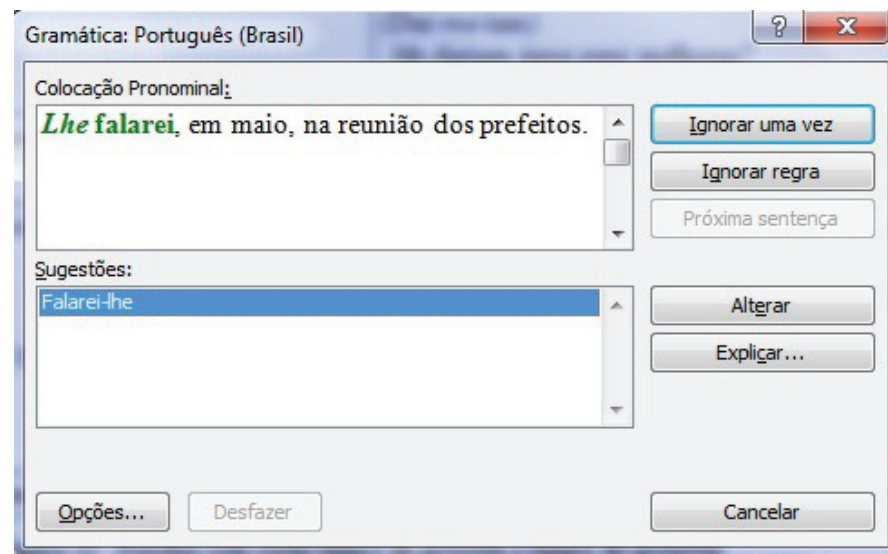 Gramática: Português (Brasil)
Colocação Pronominal:
Lhe falarei, em maio, na reunião dos prefeitos.
Ignorar uma vez
Ignorar regra
Próxima sentença
Sugestões:
Falarei-lhe
Alterar
Explicar...
Opções...
Desfazer
Cancelar